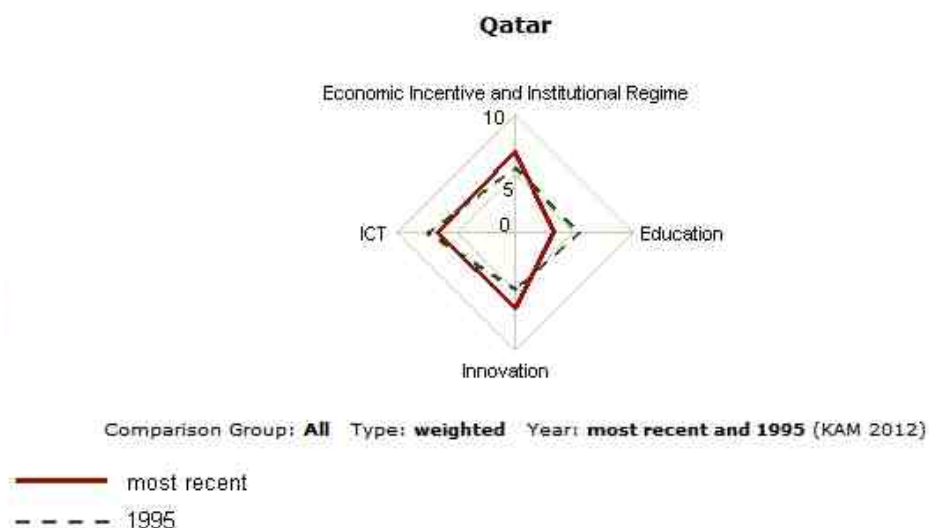 Qatar
Economic Incentive and Institutional Regime
10
5
0
ICT
Education
Innovation
Comparison Group: All Type: weighted Year: most recent and 1995 (KAM 2012)
most recent
1995